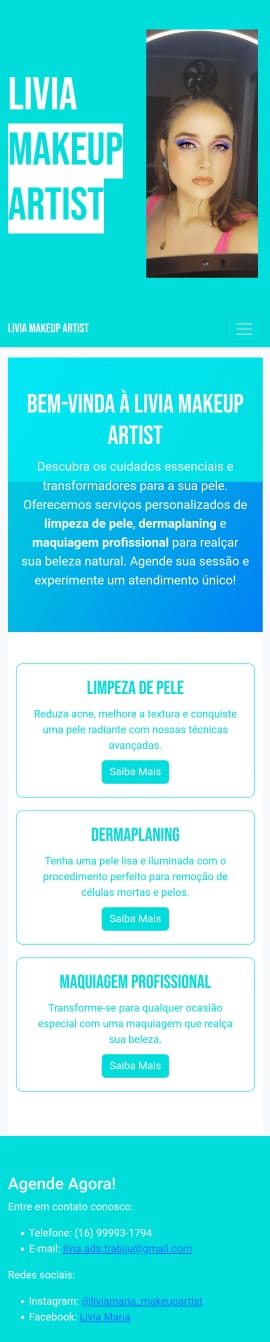 LIVIA
MAKEUP
ARTIST
LIVIA MAKEUP ARTIST
BEM-VINDA À LIVIA MAKEUP
ARTIST
Descubra os cuidados essenciais e
transformadores para a sua pele.
Oferecemos serviços personalizados de
limpeza de pele, dermaplaning e
maquiagem profissional para realçar
sua beleza natural. Agende sua sessão e
experimente um atendimento único!
LIMPEZA DE PELE
Reduza acne, melhore a textura e conquiste
uma pele radiante com nossas técnicas
avançadas.
Saiba Mais
DERMAPLANING
Tenha uma pele lisa e iluminada com o
procedimento perfeito para remoção de
células mortas e pelos.
Saiba Mais
MAQUIAGEM PROFISSIONAL
Transforme-se para qualquer ocasião
especial com uma maquiagem que realça
sua beleza.
Saiba Mais
Agende Agora!
Entre em contato conosco:
• Telefone: (16) 99993-1794
• E-mail: livia.ads.trabiju@gmail.com
Redes sociais:
• Instagram: @liviamaria_makeupartist
• Facebook: Livia Maria